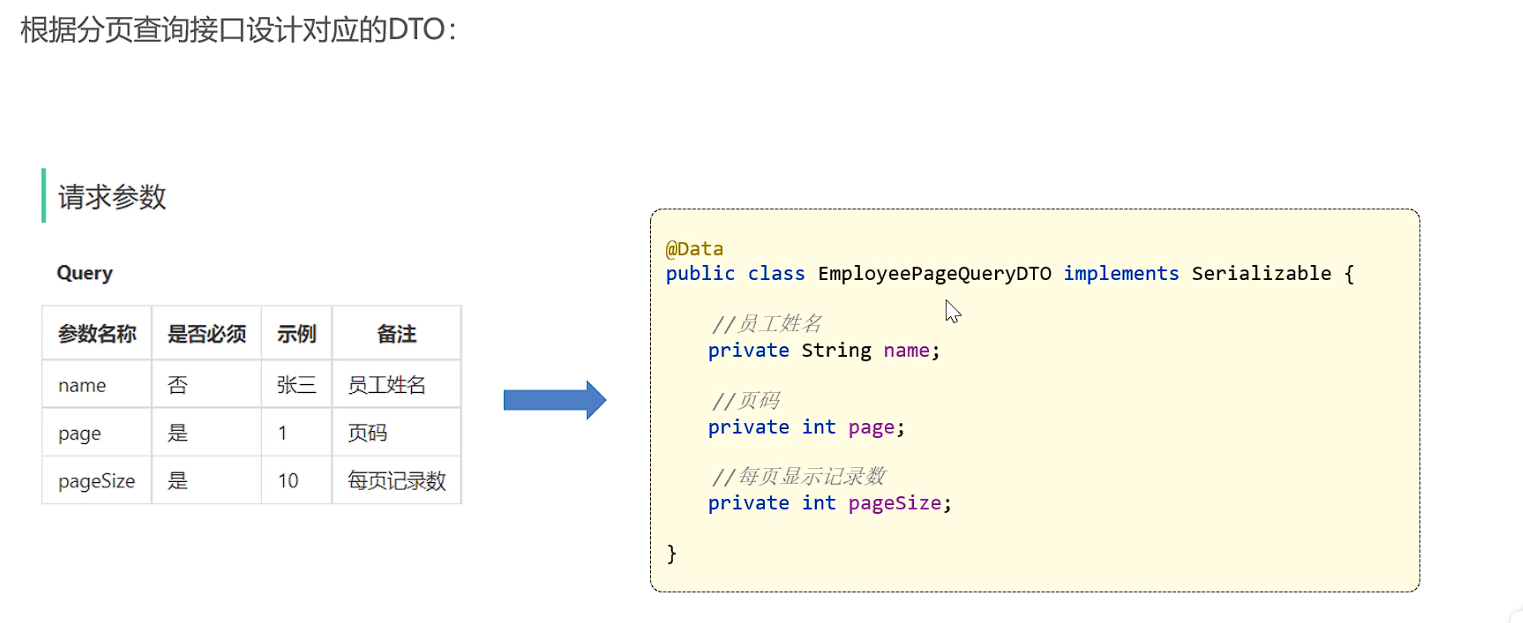 根据分页查询接口设计对应的DTO：
请求参数
Query
参数名称 是否必须 示例 备注
name 否 张三 员工姓名
page 是 1 页码
pageSize 是 10 每页记录数
@Data
public class EmployeePageQueryDTO implements Serializable {
//员工姓名
private String name;
//页码
private int page;
//每页显示记录数
private int pageSize;
}